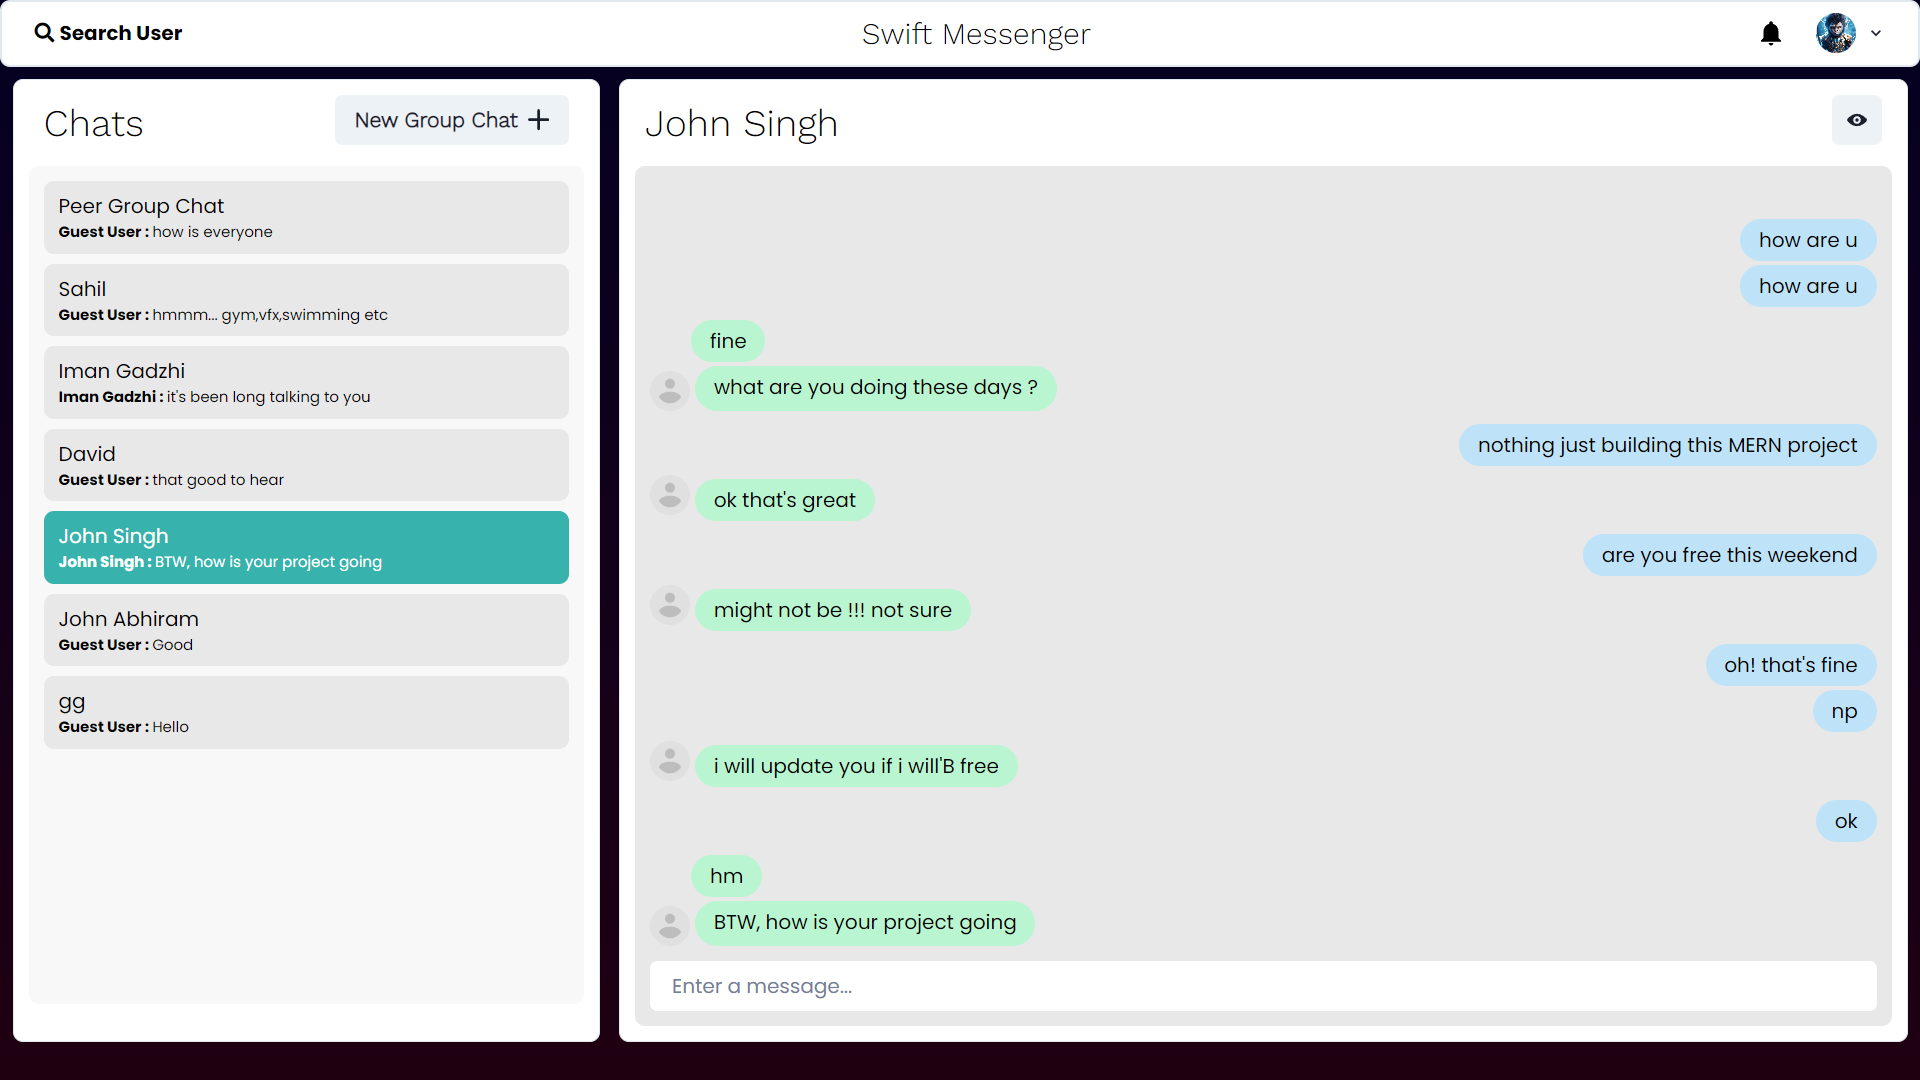 Search User
Swift Messenger
Chats
New Group Chat
Peer Group Chat
Guest User : how is everyone
Sahil
Guest User : hmmm... gym,vfx,swimming etc
Iman Gadzhi
Iman Gadzhi : it's been long talking to you
David
Guest User : that good to hear
John Singh
John Singh : BTW, how is your project going
John Abhiram
Guest User : Good
gg
Guest User : Hello
John Singh
how are u
how are u
fine
what are you doing these days ?
nothing just building this MERN project
ok that's great
are you free this weekend
might not be !!! not sure
oh! that's fine
np
i will update you if i will'B free
ok
hm
BTW, how is your project going
Enter a message...